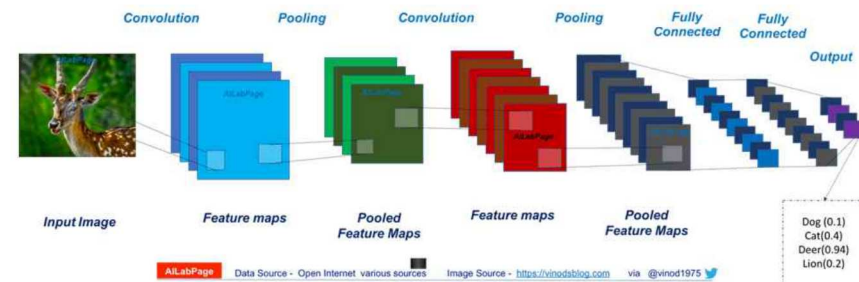 Convolution
Pooling
Convolution
Pooling
Fully
Connected
Fully
Connected
Output
AILabPage
AILabPage
AILabPage
AILabPage
Input Image
Feature maps
Pooled
Feature Maps
Feature maps
Pooled
Feature Maps
Dog (0.1)
Cat(0.4)
Deer(0.94)
Lion(0.2)
AILabPage
Data Source - Open Internet various sources
Image Source - https://vinodsblog.com via @vinod1975